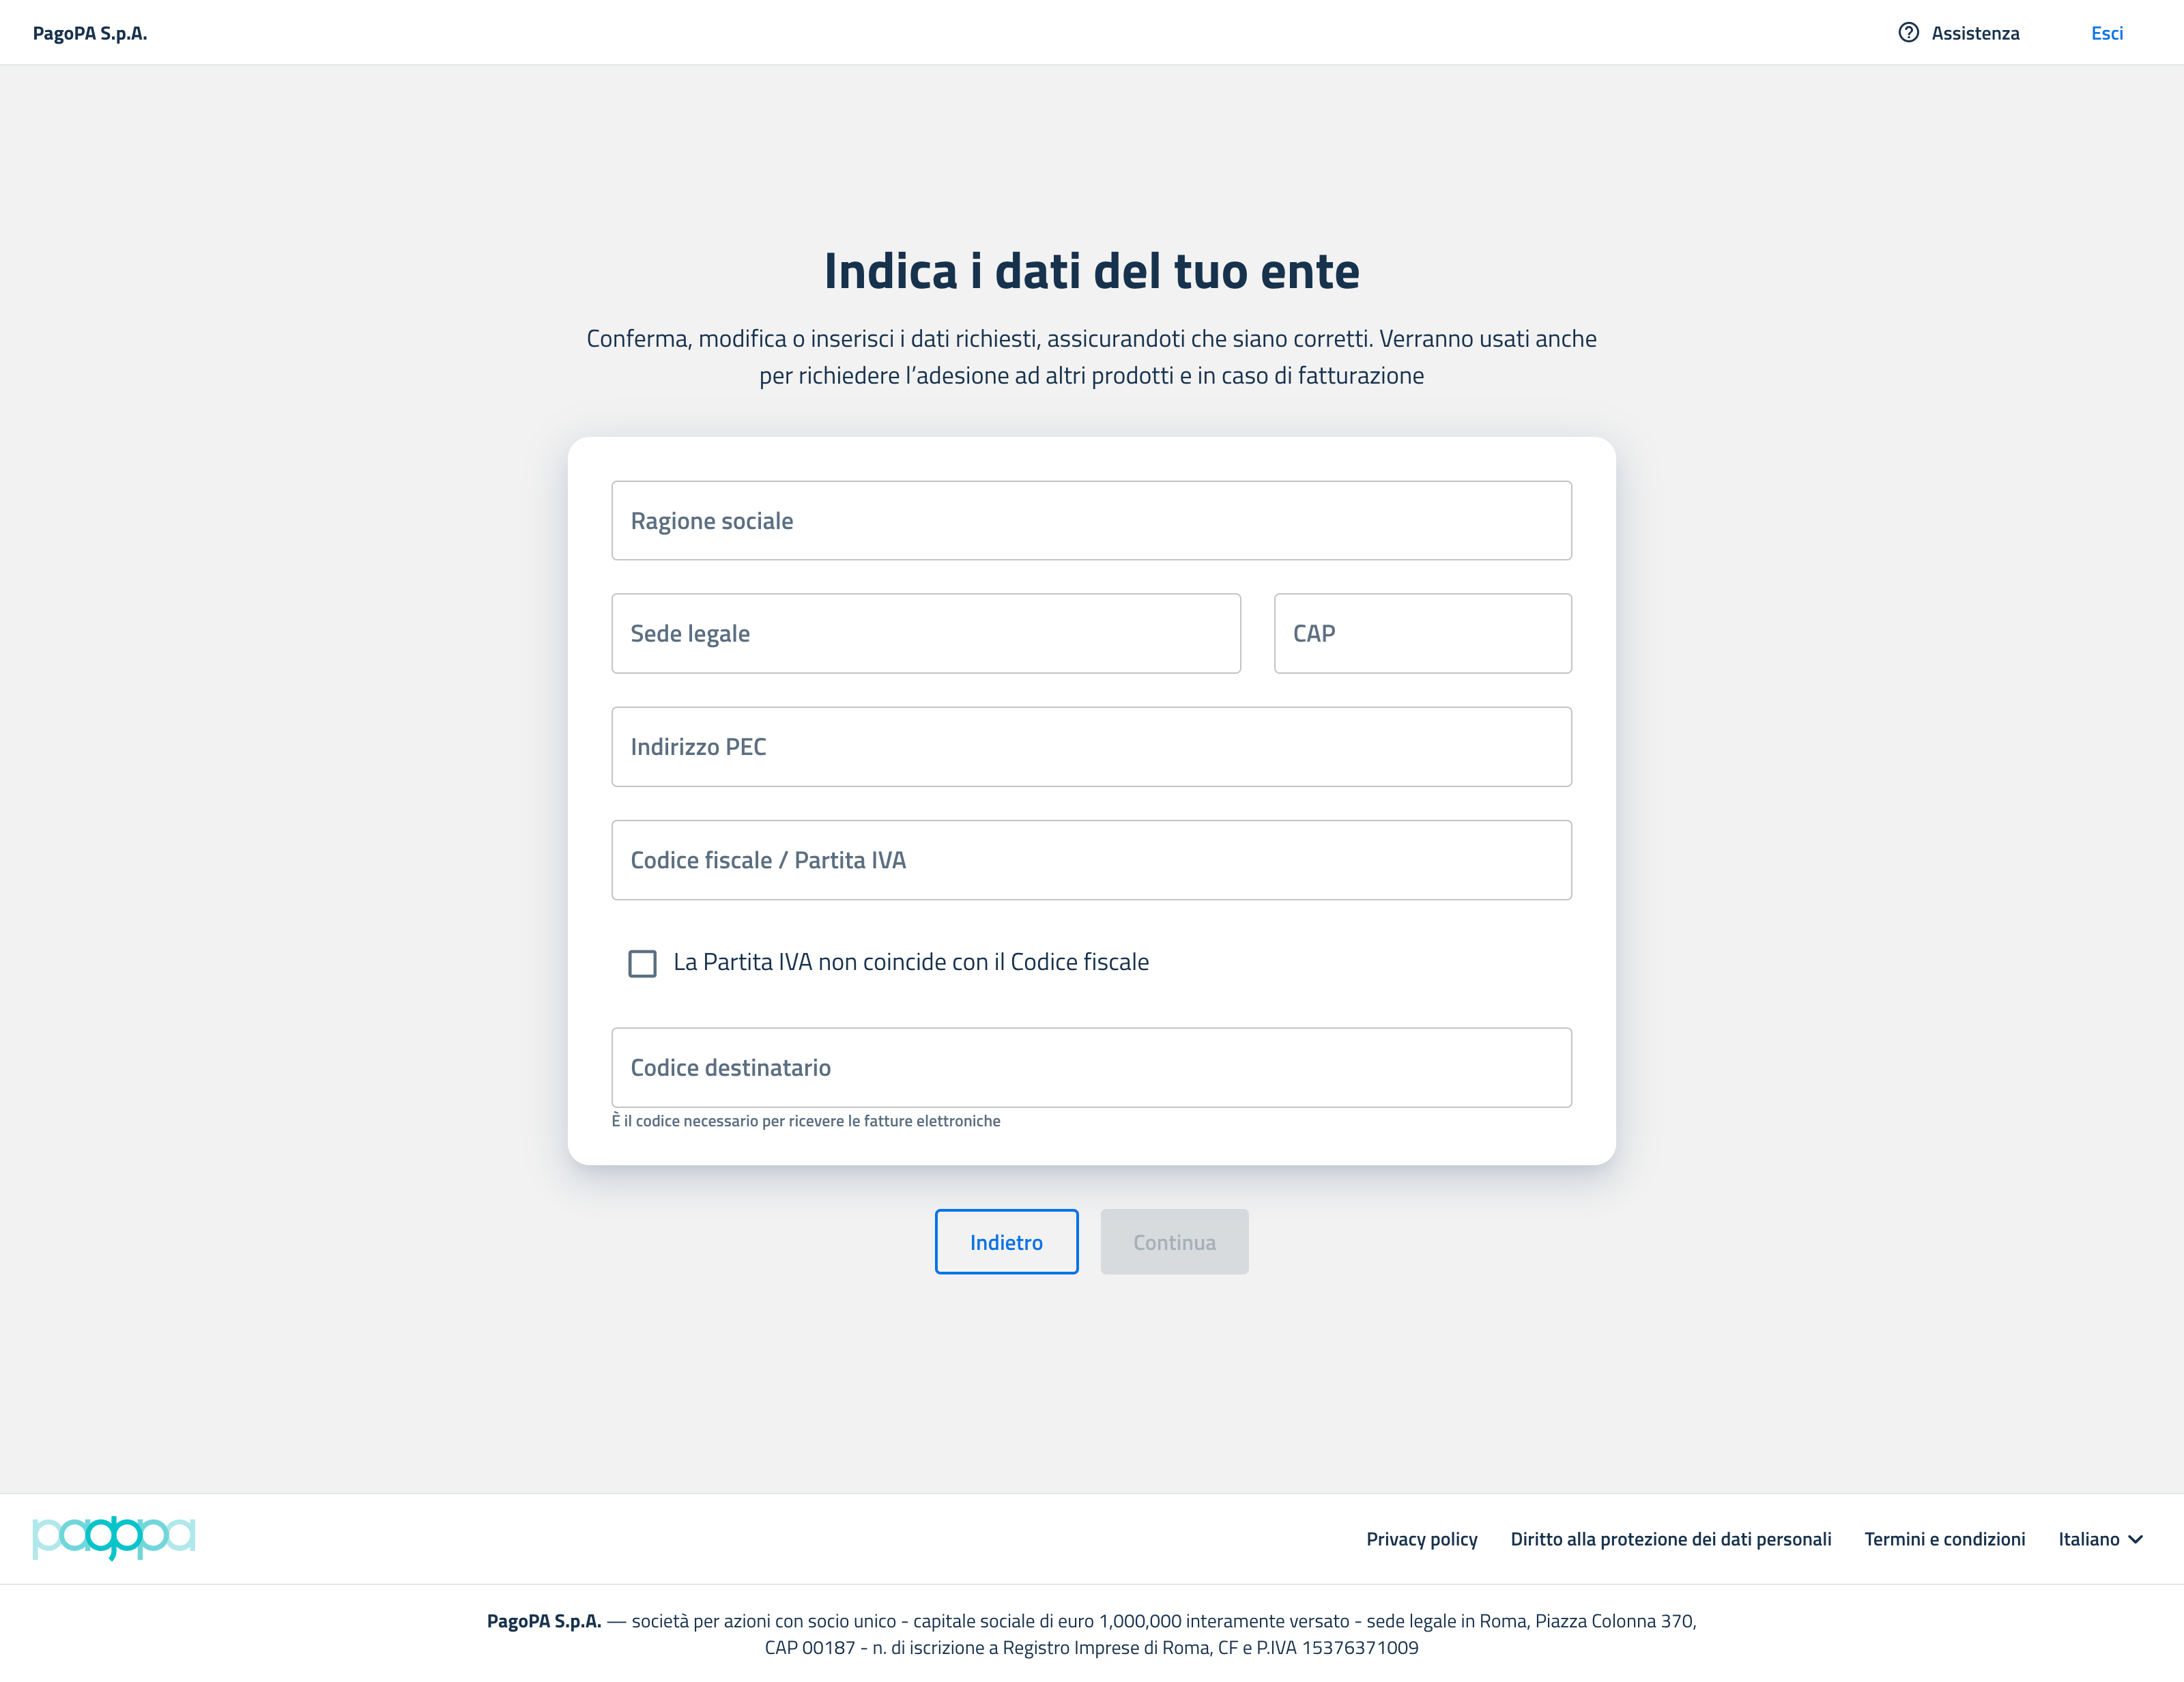 PagoPA S.p.A.
Assistenza
Esci
Indica i dati del tuo ente
Conferma, modifica o inserisci i dati richiesti, assicurandoti che siano corretti. Verranno usati anche
per richiedere l’adesione ad altri prodotti e in caso di fatturazione
Ragione sociale
Sede legale
CAP
Indirizzo PEC
Codice fiscale / Partita IVA
La Partita IVA non coincide con il Codice fiscale
Codice destinatario
È il codice necessario per ricevere le fatture elettroniche
Indietro
Continua
pagopa
Privacy policy
Diritto alla protezione dei dati personali
Termini e condizioni
Italiano
PagoPA S.p.A. — società per azioni con socio unico - capitale sociale di euro 1,000,000 interamente versato - sede legale in Roma, Piazza Colonna 370,
CAP 00187 - n. di iscrizione a Registro Imprese di Roma, CF e P.IVA 15376371009